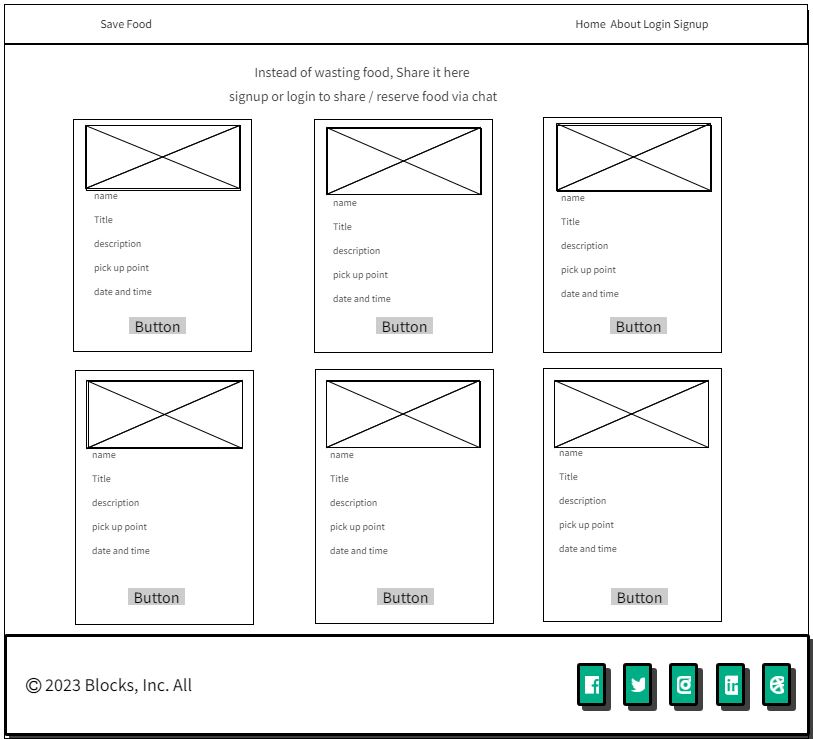 Save Food
Home About Login Signup
Instead of wasting food, Share it here
signup or login to share / reserve food via chat
name
Title
description
pick up point
date and time
Button
name
Title
description
pick up point
date and time
Button
name
Title
description
pick up point
date and time
Button
name
Title
description
pick up point
date and time
Button
name
Title
description
pick up point
date and time
Button
name
Title
description
pick up point
date and time
Button
© 2023 Blocks, Inc. All